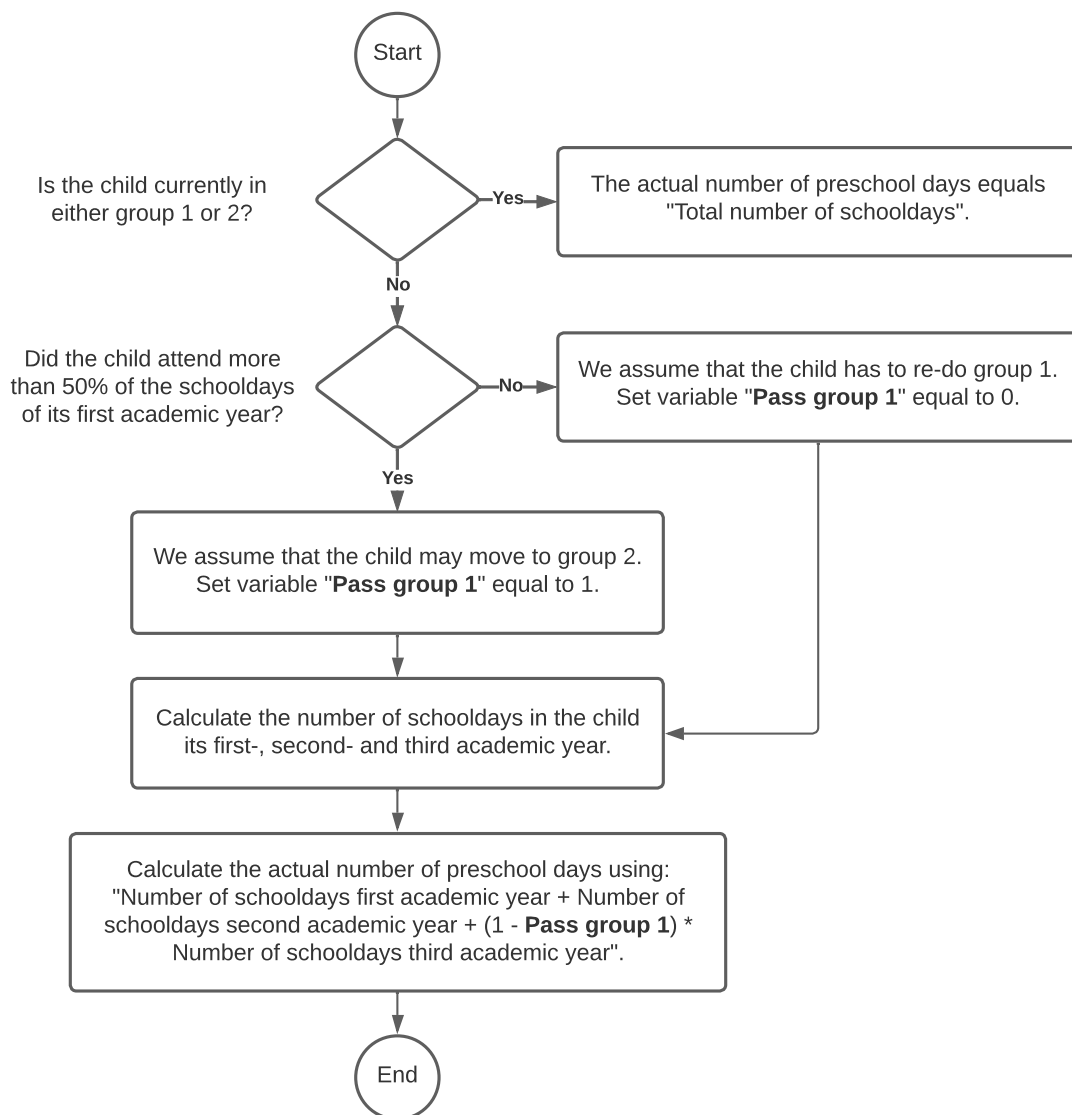 Start
Is the child currently in
either group 1 or 2?
Yes
The actual number of preschool days equals
"Total number of schooldays".
No
Did the child attend more
than 50% of the schooldays
of its first academic year?
No
We assume that the child has to re-do group 1.
Set variable "Pass group 1" equal to 0.
Yes
We assume that the child may move to group 2.
Set variable "Pass group 1" equal to 1.
Calculate the number of schooldays in the child
its first-, second- and third academic year.
Calculate the actual number of preschool days using:
"Number of schooldays first academic year + Number of
schooldays second academic year + (1 - Pass group 1) *
Number of schooldays third academic year".
End